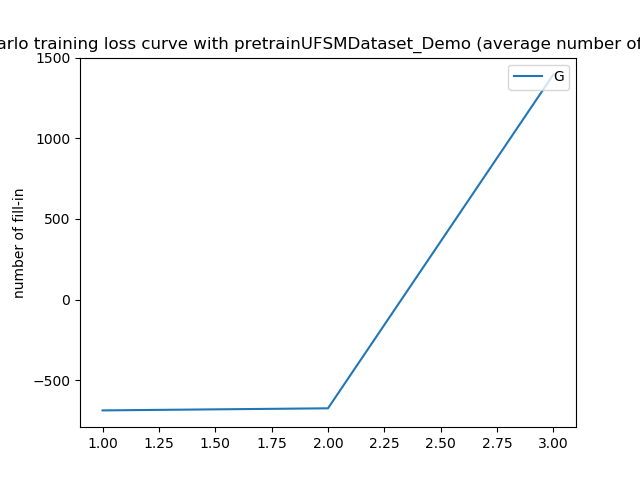 arlo training loss curve with pretrainUFSMDataset_Demo (average number of
G
number of fill-in
1500
1000
500
0
−500
1.00 1.25 1.50 1.75 2.00 2.25 2.50 2.75 3.00